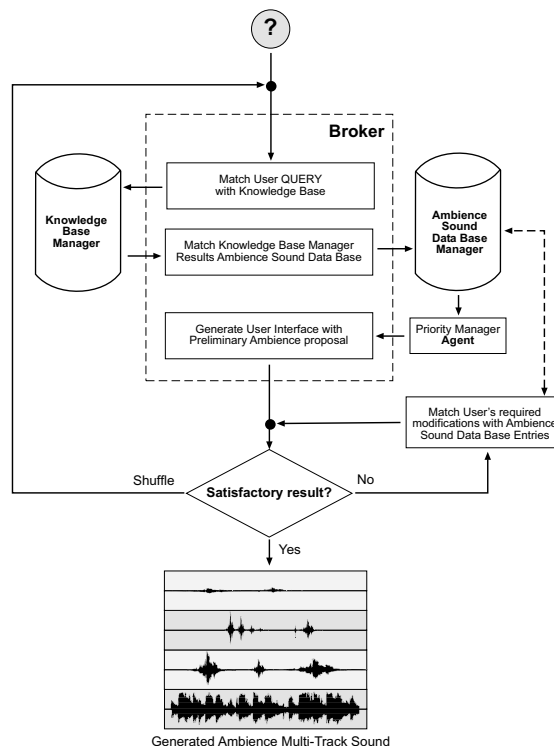 ?
Broker
Match User QUERY
with Knowledge Base
Knowledge
Base
Manager
Ambience
Sound
Data Base
Manager
Match Knowledge Base Manager
Results Ambience Sound Data Base
Generate User Interface with
Preliminary Ambience proposal
Priority Manager
Agent
Match User's required
modifications with Ambience
Sound Data Base Entries
Shuffle
Satisfactory result?
No
Yes
Generated Ambience Multi-Track Sound